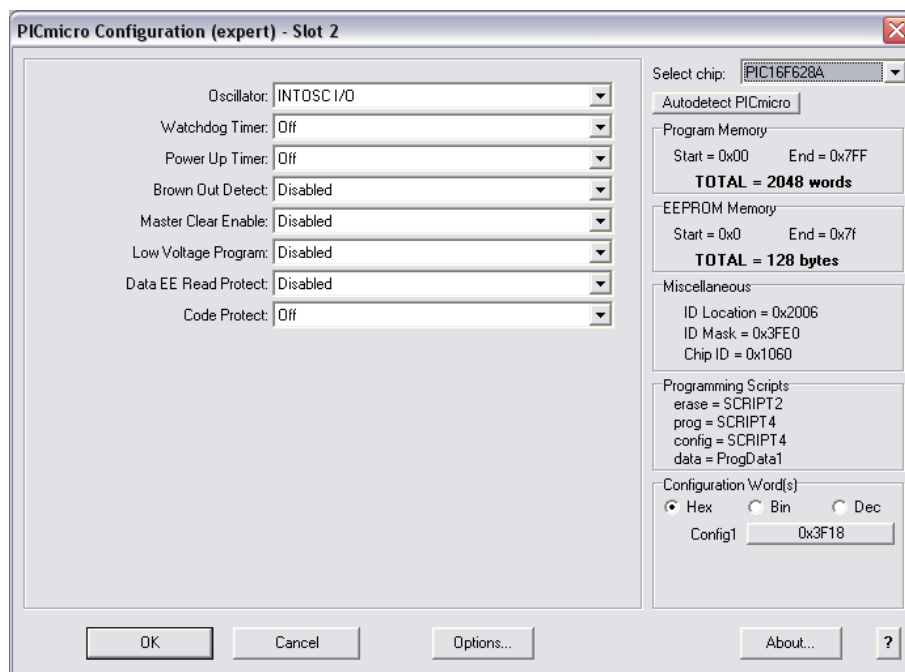 PICmicro Configuration (expert) - Slot 2
Oscillator: INTOSC I/O
Watchdog Timer: Off
Power Up Timer: Off
Brown Out Detect: Disabled
Master Clear Enable: Disabled
Low Voltage Program: Disabled
Data EE Read Protect: Disabled
Code Protect: Off
Select chip: PIC16F628A
Autodetect PICmicro
Program Memory
Start = 0x00 End = 0x7FF
TOTAL = 2048 words
EEPROM Memory
Start = 0x0 End = 0x7f
TOTAL = 128 bytes
Miscellaneous
ID Location = 0x2006
ID Mask = 0x3FE0
Chip ID = 0x1060
Programming Scripts
erase = SCRIPT2
prog = SCRIPT4
config = SCRIPT4
data = ProgData1
Configuration Word(s)
Hex Bin Dec
Config1 0x3F18
OK Cancel Options... About... ?